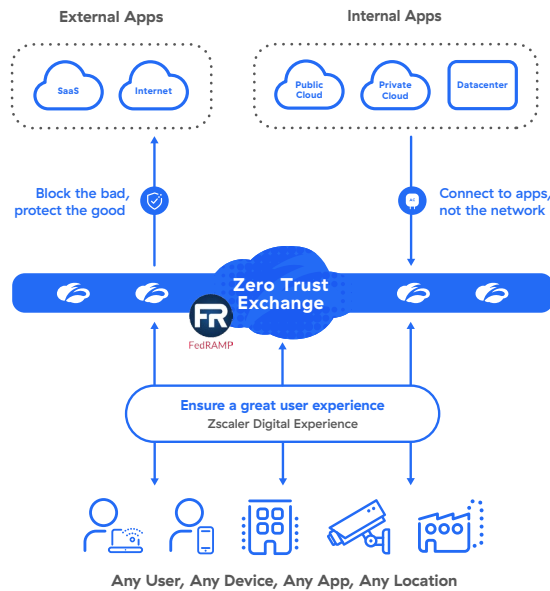 External Apps
Internal Apps
SaaS
Internet
Public
Cloud
Private
Cloud
Datacenter
Block the bad,
protect the good
Connect to apps,
not the network
Zero Trust
Exchange
FR
FedRAMP
Ensure a great user experience
Zscaler Digital Experience
Any User, Any Device, Any App, Any Location